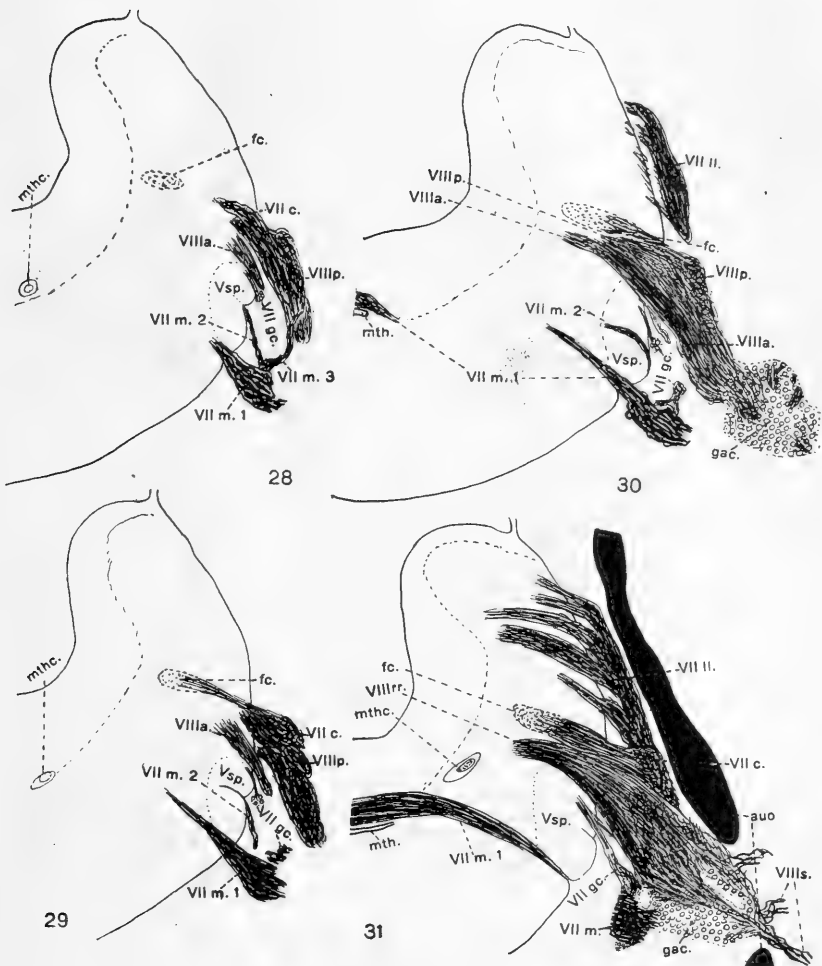 mthc.
fc.
VII c.
VIIIa.
VIIIp.
Vsp.
VII gc.
VII m. 2
VII m. 3
VII m. 1
28
VII ll.
VIIIp.
VIIIa.
fc.
VIIIp.
VII m. 2
Vsp.
mth.
VIIIa.
VII gc.
VII m. 1
gac.
30
mthc.
fc.
VIIIa.
VII c.
VIIIp.
VII m. 2
Vsp.
VII gc.
VII m. 1
29
fc.
VIIIrr.
mthc.
VII ll.
VII c.
Vsp.
auo
mth.
VII m. 1
VII gc.
VIIIs.
VII m.
gac.
31